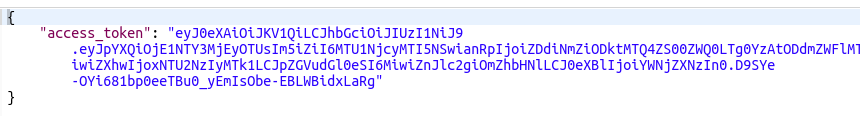 {
"access_token": "eyJ0eXAiOiJKV1QiLCJhbGciOiJIUzI1NiJ9
.eyJpYXQiOjE1NTY3MjEyOTUsIm5iZiI6MTU1NjcyMTI5NSwianRpIjoiZDdiNmZiODktMTQ4ZS00ZWQ0LTg0YzAtODdmZWFlMT
iwiZXhwIjoxNTU2NzIyMTk1LCJpZGVudGl0eSI6MiwiZnJlc2giOmZhbHNlLCJ0eXBlIjoiYWNjZXNzIn0.D9SYe
-OYi681bp0eeTBu0_yEmIsObe-EBLWBidxLaRg"
}